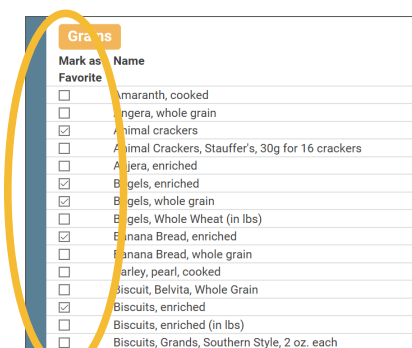 Grains
Mark as Name
Favorite
Amaranth, cooked
Angera, whole grain
Animal crackers
Animal Crackers, Stauffer's, 30g for 16 crackers
Anjera, enriched
Bagels, enriched
Bagels, whole grain
Bagels, Whole Wheat (in lbs)
Banana Bread, enriched
Banana Bread, whole grain
Barley, pearl, cooked
Biscuit, Belvita, Whole Grain
Biscuits, enriched
Biscuits, enriched (in lbs)
Biscuits, Grands, Southern Style, 2 oz. each